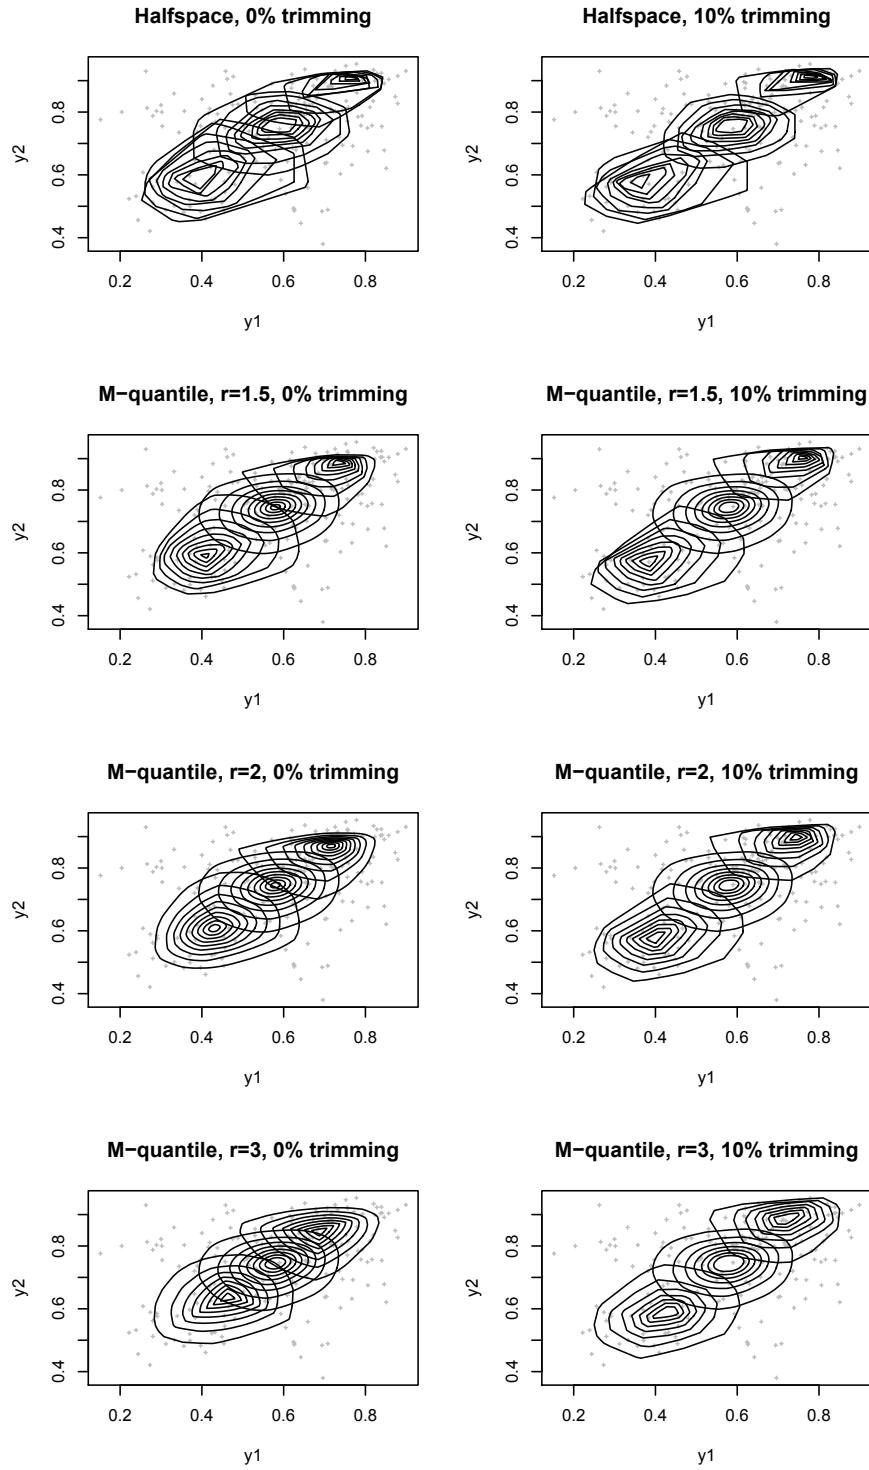 Halfspace, 0% trimming
y2
0.4 0.6 0.8
0.2 0.4 0.6 0.8
y1
Halfspace, 10% trimming
y2
0.4 0.6 0.8
0.2 0.4 0.6 0.8
y1
M−quantile, r=1.5, 0% trimming
y2
0.4 0.6 0.8
0.2 0.4 0.6 0.8
y1
M−quantile, r=1.5, 10% trimming
y2
0.4 0.6 0.8
0.2 0.4 0.6 0.8
y1
M−quantile, r=2, 0% trimming
y2
0.4 0.6 0.8
0.2 0.4 0.6 0.8
y1
M−quantile, r=2, 10% trimming
y2
0.4 0.6 0.8
0.2 0.4 0.6 0.8
y1
M−quantile, r=3, 0% trimming
y2
0.4 0.6 0.8
0.2 0.4 0.6 0.8
y1
M−quantile, r=3, 10% trimming
y2
0.4 0.6 0.8
0.2 0.4 0.6 0.8
y1